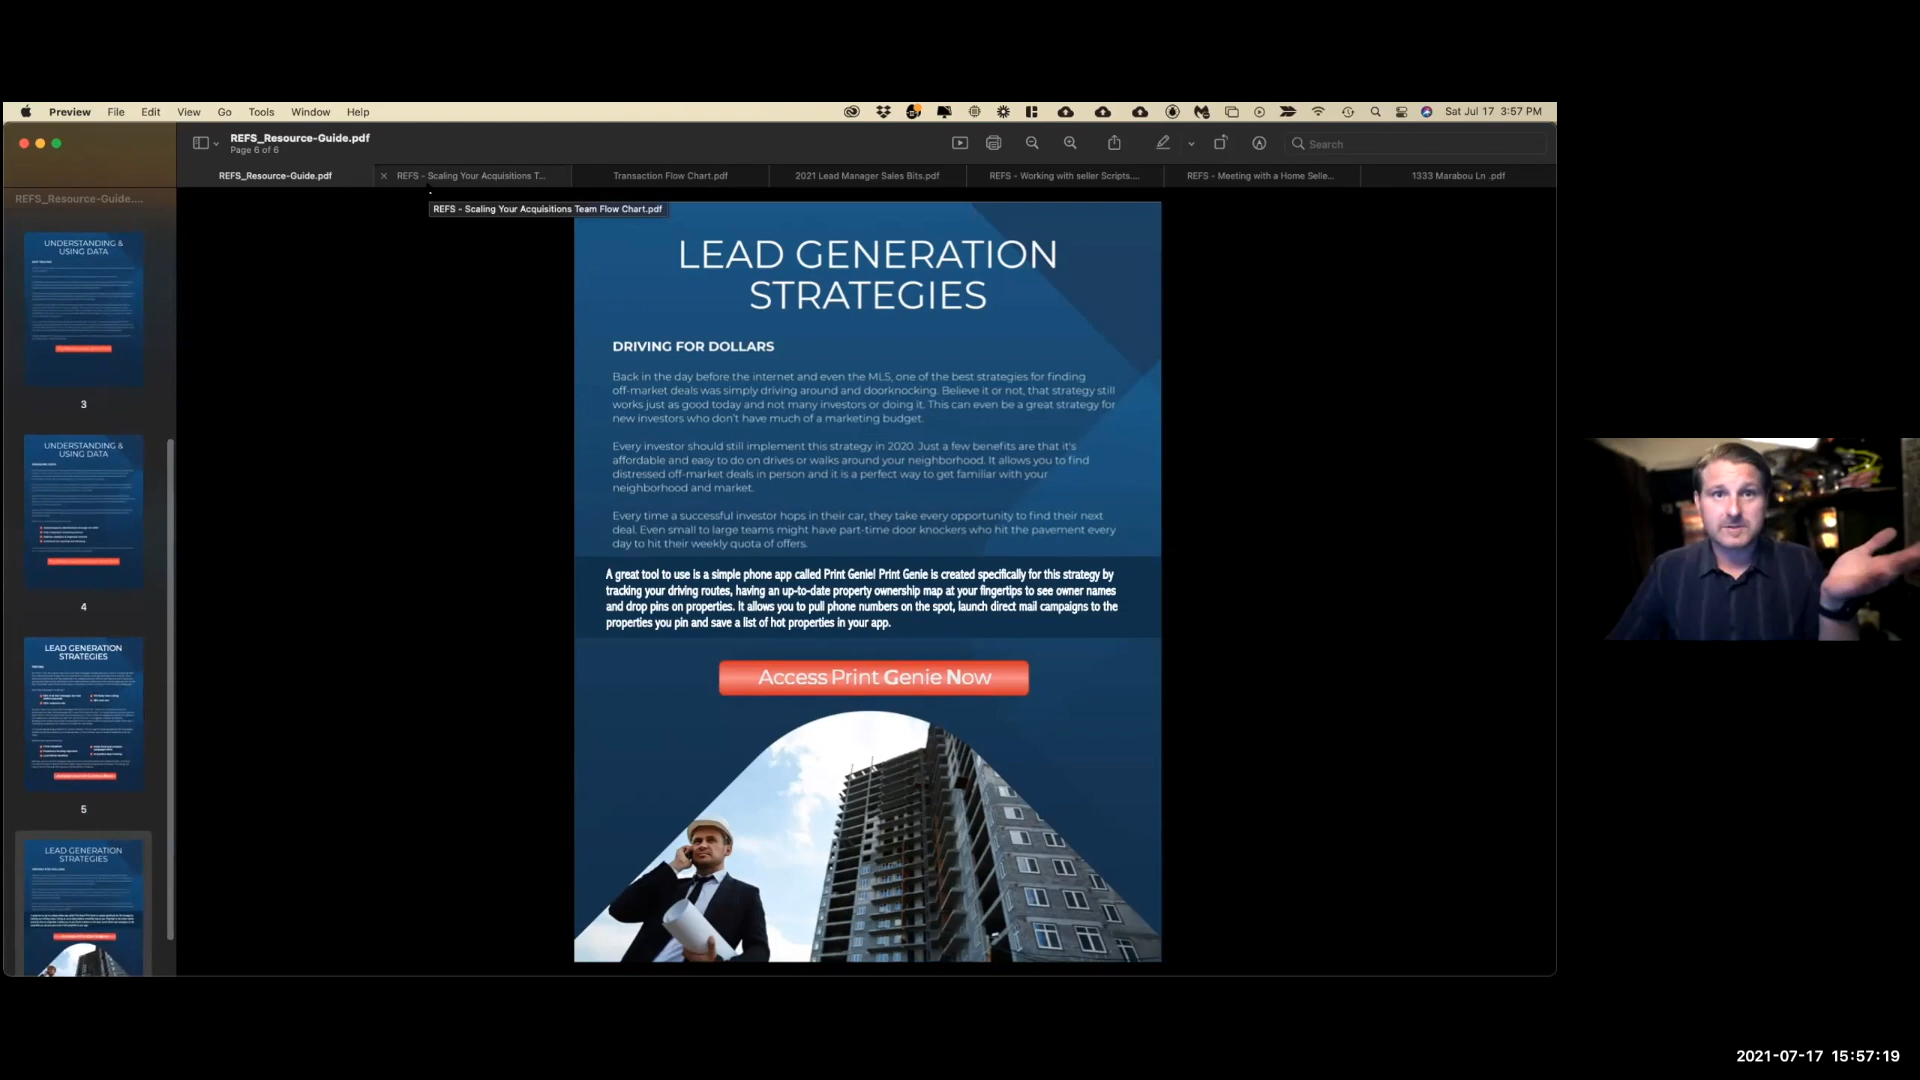 Preview File Edit View Go Tools Window Help
Sat Jul 17 3:57 PM
REFS_Resource-Guide.pdf
Page 6 of 6
Search
REFS_Resource-Guide.pdf
REFS - Scaling Your Acquisitions T...
Transaction Flow Chart.pdf
2021 Lead Manager Sales Bits.pdf
REFS - Working with seller Scripts....
REFS - Meeting with a Home Selle...
1333 Marabou Ln .pdf
REFS_Resource-Guide....
REFS - Scaling Your Acquisitions Team Flow Chart.pdf
UNDERSTANDING &
USING DATA
3
UNDERSTANDING &
USING DATA
4
LEAD GENERATION
STRATEGIES
5
LEAD GENERATION
STRATEGIES
DRIVING FOR DOLLARS
LEAD GENERATION
STRATEGIES
DRIVING FOR DOLLARS
Back in the day before the internet and even the MLS, one of the best strategies for finding
off-market deals was simply driving around and doorknocking. Believe it or not, that strategy still
works just as good today and not many investors or doing it. This can even be a great strategy for
new investors who don't have much of a marketing budget.
Every investor should still implement this strategy in 2020. Just a few benefits are that it's
affordable and easy to do on drives or walks around your neighborhood. It allows you to find
distressed off-market deals in person and it is a perfect way to get familiar with your
neighborhood and market.
Every time a successful investor hops in their car, they take every opportunity to find their next
deal. Even small to large teams might have part-time door knockers who hit the pavement every
day to hit their weekly quota of offers.
A great tool to use is a simple phone app called Print Genie! Print Genie is created specifically for this strategy by
tracking your driving routes, having an up-to-date property ownership map at your fingertips to see owner names
and drop pins on properties. It allows you to pull phone numbers on the spot, launch direct mail campaigns to the
properties you pin and save a list of hot properties in your app.
Access Print Genie Now
2021-07-17 15:57:19